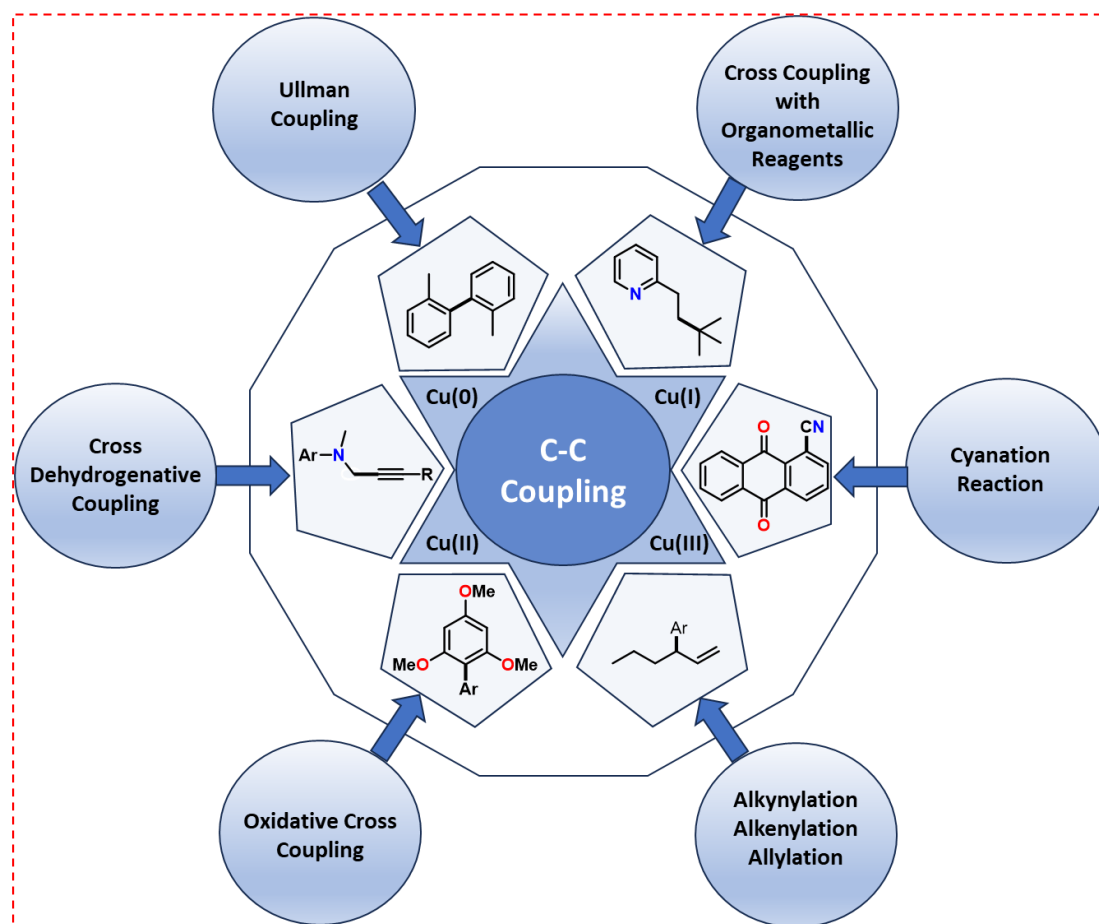 Ullman
Coupling
Cross Coupling
with
Organometallic
Reagents
N
Cu(0)
Cu(I)
Cross
Dehydrogenative
Coupling
Ar
N
R
C-C
Coupling
O
CN
O
Cyanation
Reaction
Cu(II)
Cu(III)
OMe
MeO
OMe
Ar
Ar
Oxidative Cross
Coupling
Alkynylation
Alkenylation
Allylation